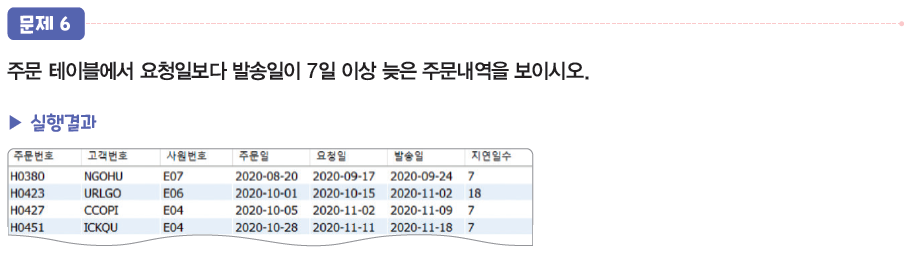 문제 6
주문 테이블에서 요청일보다 발송일이 7일 이상 늦은 주문내역을 보이시오.
▶ 실행결과
주문번호 고객번호 사원번호 주문일 요청일 발송일 지연일수
H0380 NGOHU E07 2020-08-20 2020-09-17 2020-09-24 7
H0423 URLGO E06 2020-10-01 2020-10-15 2020-11-02 18
H0427 CCOPI E04 2020-10-05 2020-11-02 2020-11-09 7
H0451 ICKQU E04 2020-10-28 2020-11-11 2020-11-18 7